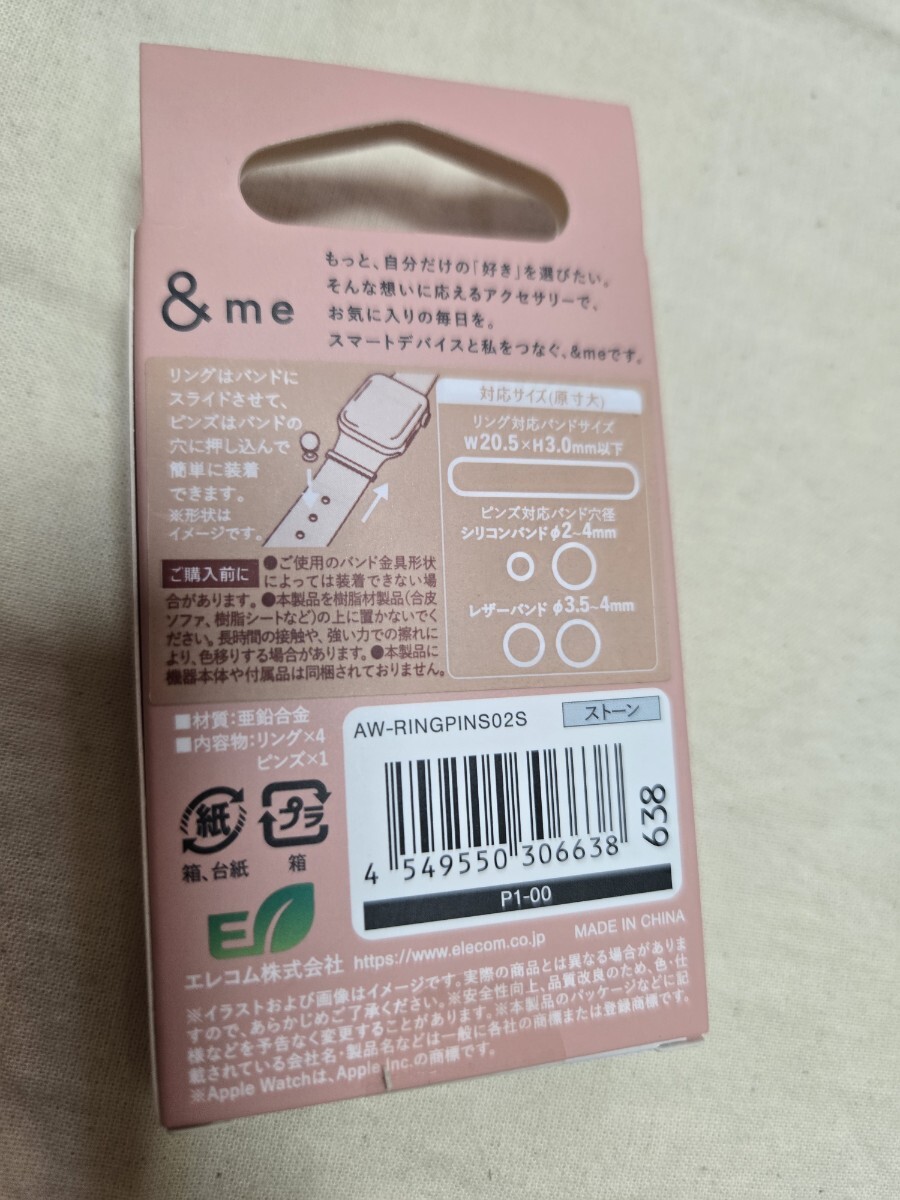 &me
もっと、自分だけの「好き」を選びたい。
そんな想いに応えるアクセサリーで、
お気に入りの毎日を。
スマートデバイスと私をつなぐ、&meです。
リングはバンドに
スライドさせて、
ピンズはバンドの
穴に押し込んで
簡単に装着
できます。
※形状は
イメージです。
対応サイズ(原寸大)
リング対応バンドサイズ
W20.5×H3.0mm以下
ピンズ対応バンド穴径
シリコンバンド φ2~4mm
レザーバンド φ3.5~4mm
ご購入前に ●ご使用のバンド金具形状
によっては装着できない場
合があります。●本製品を樹脂材製品(合皮
ソファ、樹脂シートなど)の上に置かないでく
ださい。長時間の接触や、強い力での擦れに
より、色移りする場合があります。●本製品に
機器本体や付属品は同梱されておりません。
■材質:亜鉛合金
■内容物:リング×4
ピンズ×1
紙
箱、台紙
プラ
箱
AW-RINGPINS02S
ストーン
4 549550 306638
638
P1-00
エレコム株式会社 https://www.elecom.co.jp MADE IN CHINA
※イラストおよび画像はイメージです。実際の商品とは異なる場合がありま
すので、あらかじめご了承ください。※安全性向上、品質改良のため、色・仕
様などを予告なく変更することがあります。※本製品のパッケージなどに記
載されている会社名・製品名などは一般に各社の商標または登録商標です。
※Apple Watchは、Apple Inc.の商標です。